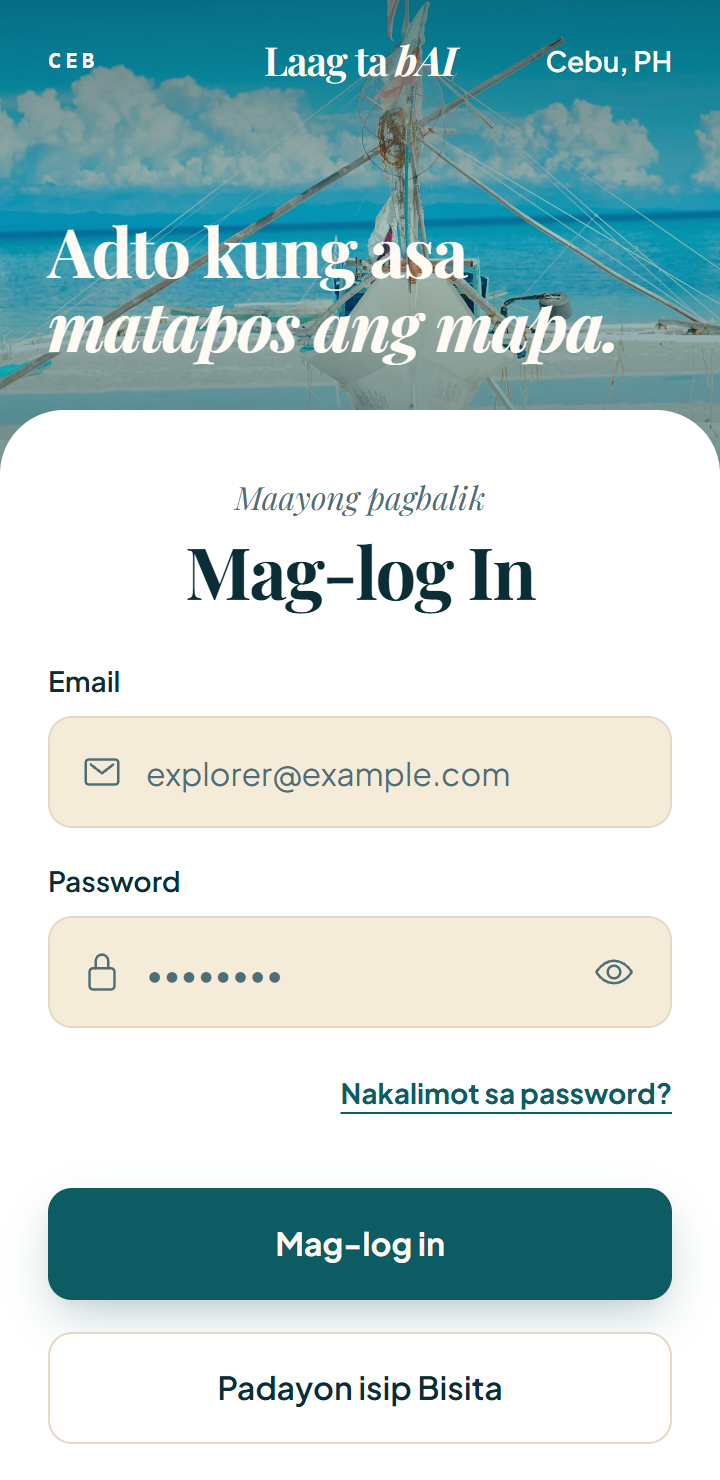 CEB
Laag ta bAI
Cebu, PH
Adto kung asa
matapos ang mapa.
Maayong pagbalik
Mag-log In
Email
explorer@example.com
Password
••••••••
Nakalimot sa password?
Mag-log in
Padayon isip Bisita